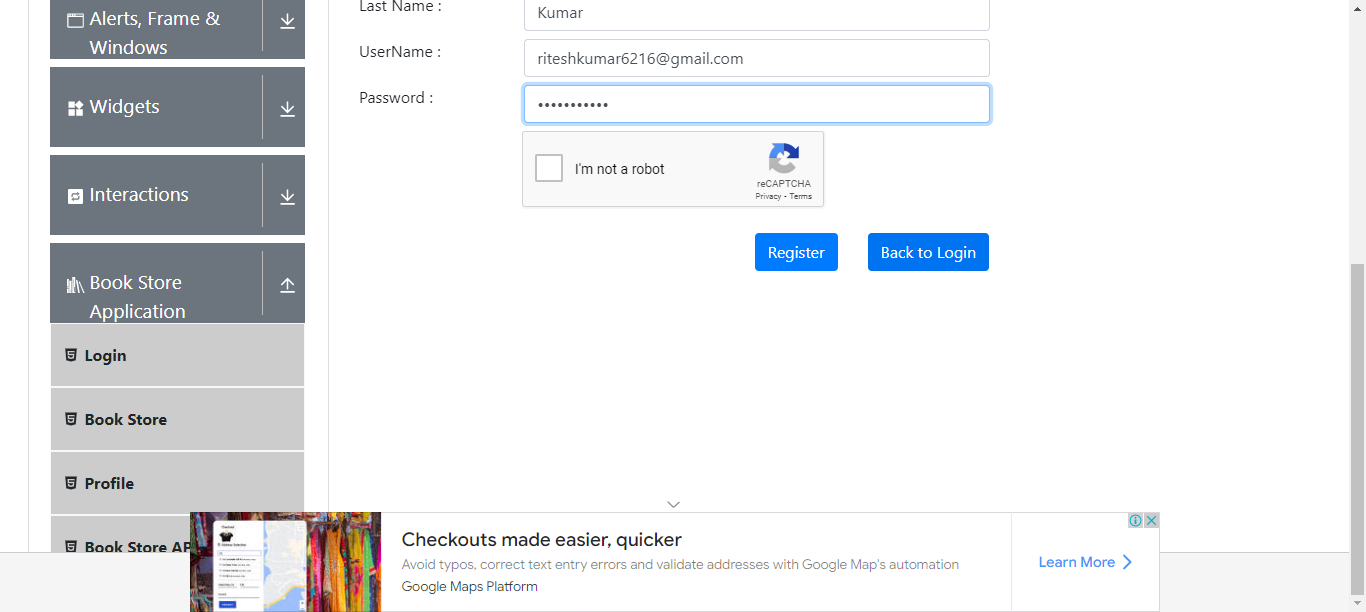 Alerts, Frame &
Windows
Widgets
Interactions
Book Store
Application
Login
Book Store
Profile
Book Store AP
Last Name :
Kumar
UserName :
riteshkumar6216@gmail.com
Password :
•••••••••••
I'm not a robot
reCAPTCHA
Privacy - Terms
Register
Back to Login
Checkouts made easier, quicker
Avoid typos, correct text entry errors and validate addresses with Google Map's automation
Google Maps Platform
Learn More